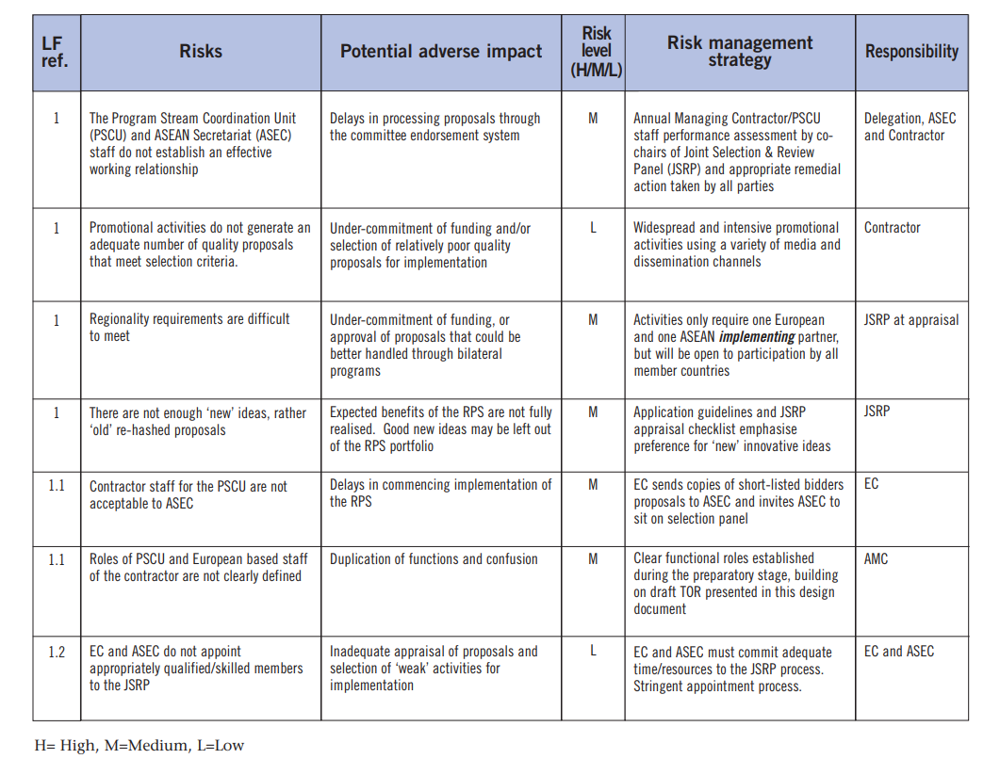 LF
ref.
Risks
Potential adverse impact
Risk
level
(H/M/L)
Risk management
strategy
Responsibility
1
The Program Stream Coordination Unit
(PSCU) and ASEAN Secretariat (ASEC)
staff do not establish an effective
working relationship
Delays in processing proposals through
the committee endorsement system
M
Annual Managing Contractor/PSCU
staff performance assessment by co-
chairs of Joint Selection & Review
Panel (JSRP) and appropriate remedial
action taken by all parties
Delegation, ASEC
and Contractor
1
Promotional activities do not generate an
adequate number of quality proposals
that meet selection criteria.
Under-commitment of funding and/or
selection of relatively poor quality
proposals for implementation
L
Widespread and intensive promotional
activities using a variety of media and
dissemination channels
Contractor
1
Regionality requirements are difficult
to meet
Under-commitment of funding, or
approval of proposals that could be
better handled through bilateral
programs
M
Activities only require one European
and one ASEAN implementing partner,
but will be open to participation by all
member countries
JSRP at appraisal
1
There are not enough ‘new’ ideas, rather
‘old’ re-hashed proposals
Expected benefits of the RPS are not fully
realised. Good new ideas may be left out
of the RPS portfolio
M
Application guidelines and JSRP
appraisal checklist emphasise
preference for ‘new’ innovative ideas
JSRP
1.1
Contractor staff for the PSCU are not
acceptable to ASEC
Delays in commencing implementation of
the RPS
M
EC sends copies of short-listed bidders
proposals to ASEC and invites ASEC to
sit on selection panel
EC
1.1
Roles of PSCU and European based staff
of the contractor are not clearly defined
Duplication of functions and confusion
M
Clear functional roles established
during the preparatory stage, building
on draft TOR presented in this design
document
AMC
1.2
EC and ASEC do not appoint
appropriately qualified/skilled members
to the JSRP
Inadequate appraisal of proposals and
selection of ‘weak’ activities for
implementation
L
EC and ASEC must commit adequate
time/resources to the JSRP process.
Stringent appointment process.
EC and ASEC
H= High, M=Medium, L=Low